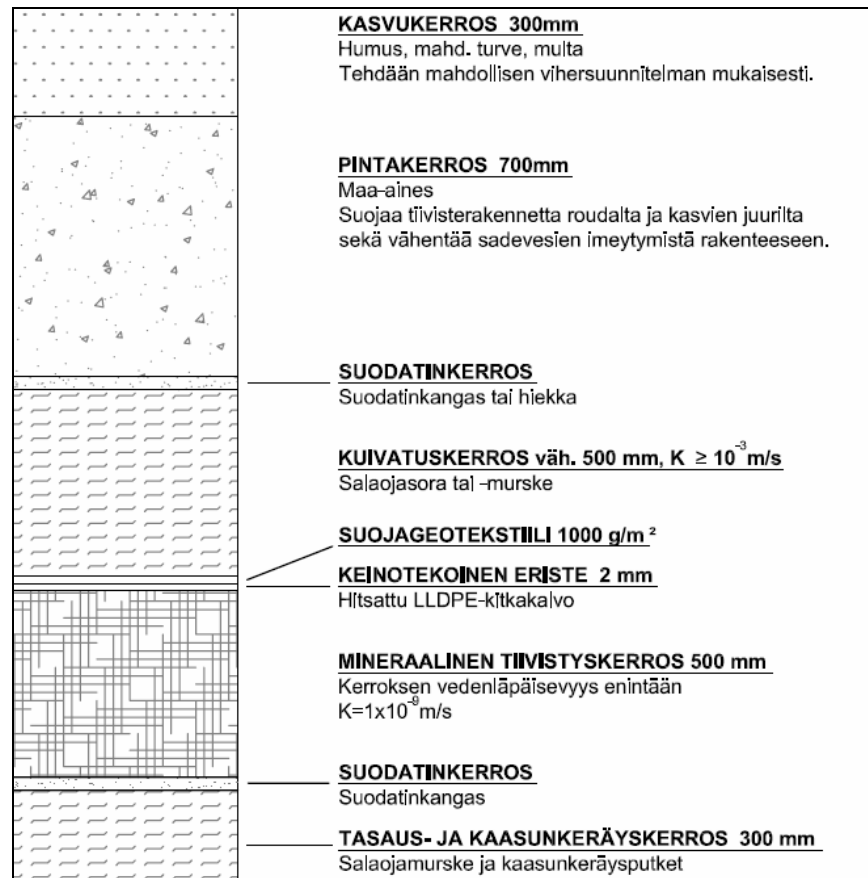 KASVUKERROS 300mm
Humus, mahd. turve, multa
Tehdään mahdollisen vihersuunnitelman mukaisesti.
PINTAKERROS 700mm
Maa-aines
Suojaa tiivisterakennetta roudalta ja kasvien juurilta
sekä vähentää sadevesien imeytymistä rakenteeseen.
SUODATINKERROS
Suodatinkangas tai hiekka
KUIVATUSKERROS väh. 500 mm, K ≥ 10⁻³m/s
Salaojasora tai -murske
SUOJAGEOTEKSTIILI 1000 g/m²
KEINOTEKOINEN ERISTE 2 mm
Hitsattu LLDPE-kitkakalvo
MINERAALINEN TIIVISTYSKERROS 500 mm
Kerroksen vedenläpäisevyys enintään
K=1x10⁻⁹m/s
SUODATINKERROS
Suodatinkangas
TASAUS- JA KAASUNKERÄYSKERROS 300 mm
Salaojamurske ja kaasunkeräysputket